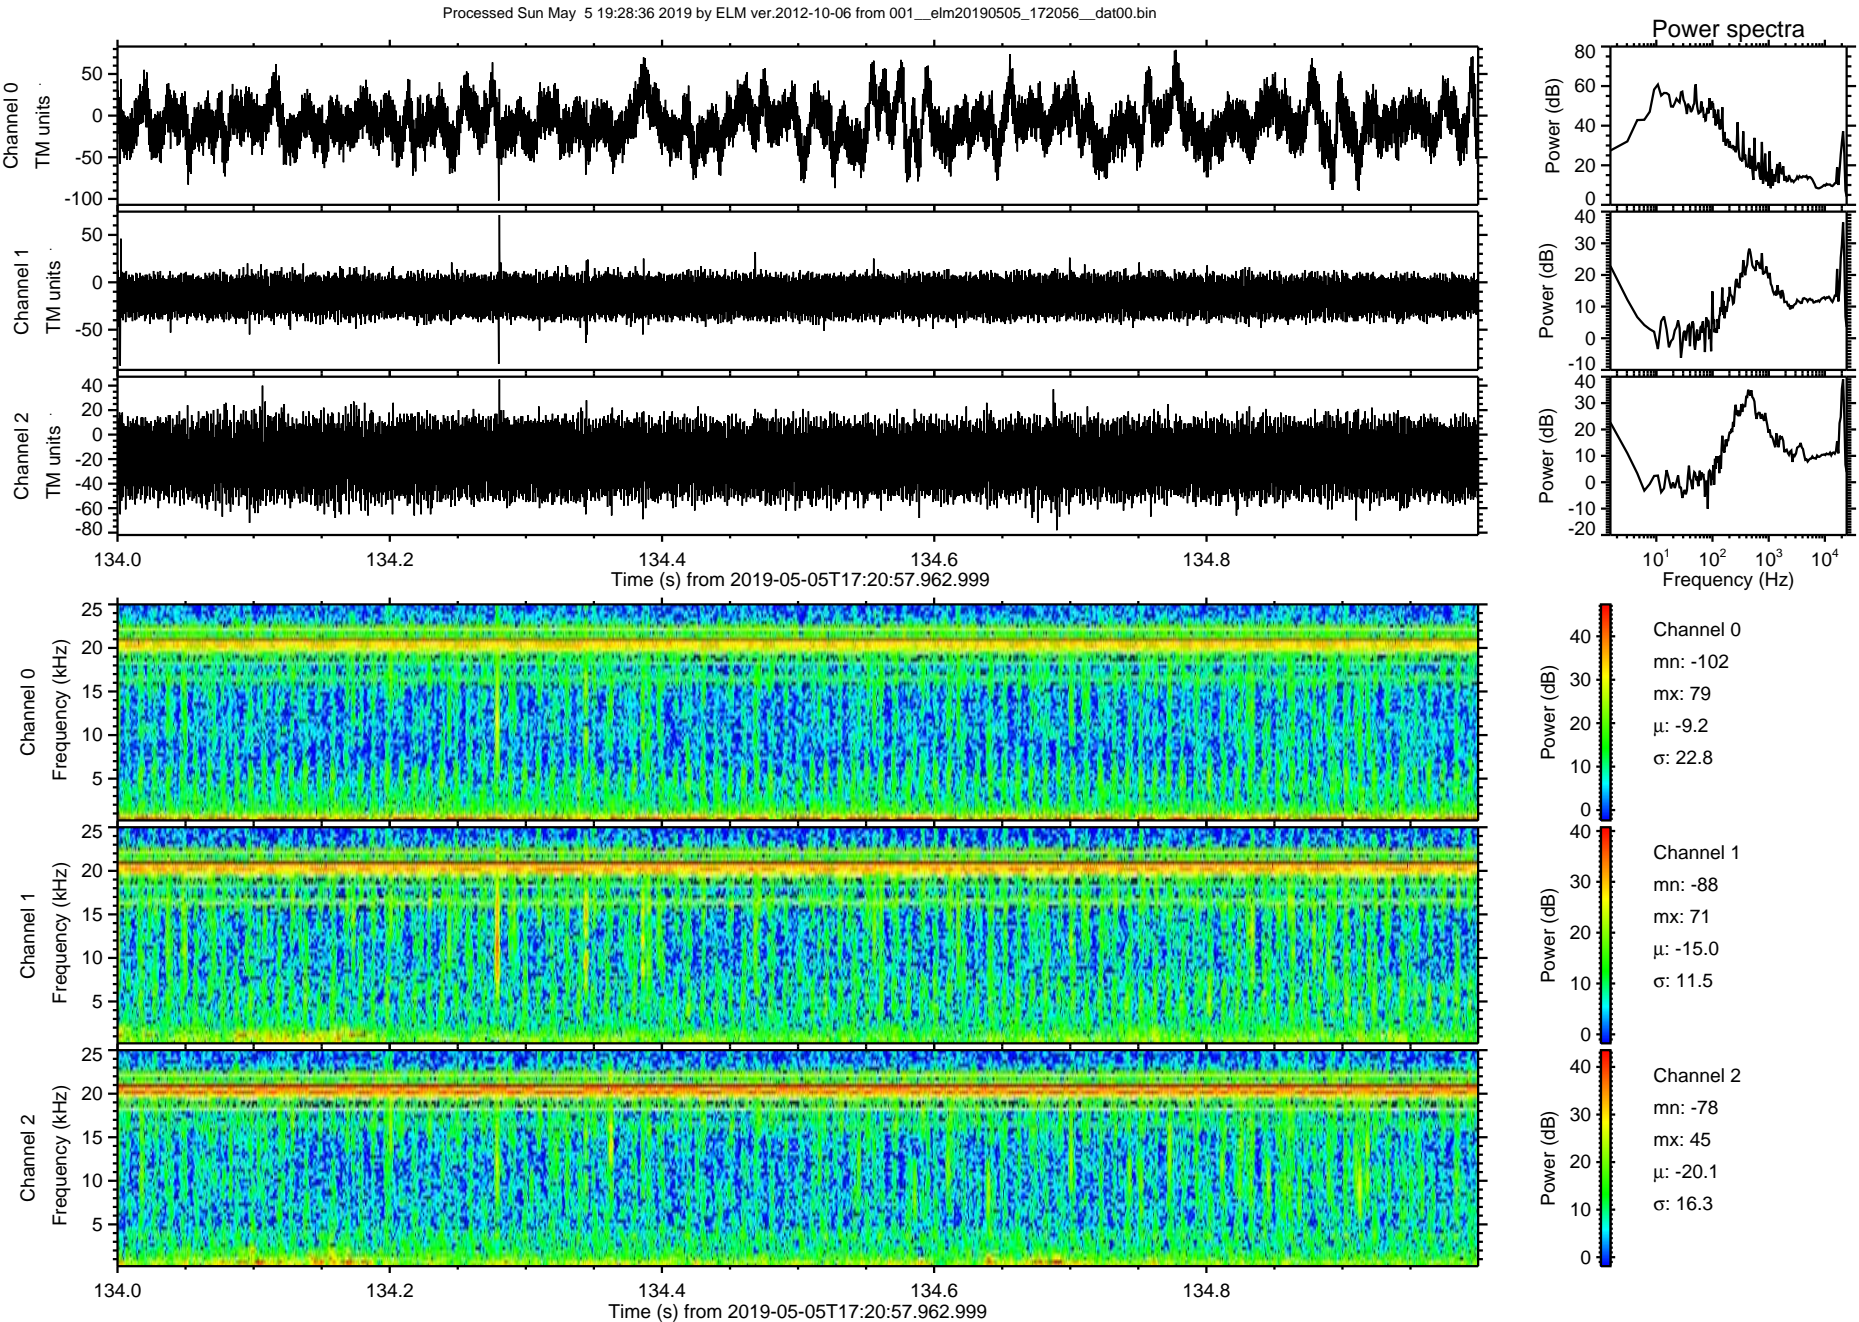 Processed Sun May 5 19:28:36 2019 by ELM ver.2012-10-06 from 001__elm20190505_172056__dat00.bin
Power spectra
Channel 0
TM units
50
0
-50
-100
Power (dB)
80
60
40
20
0
Channel 1
TM units
50
0
-50
Power (dB)
40
30
20
10
0
-10
Channel 2
TM units
40
20
0
-20
-40
-60
-80
Power (dB)
40
30
20
10
0
-10
-20
134.0 134.2 134.4 134.6 134.8
Time (s) from 2019-05-05T17:20:57.962.999
10¹ 10² 10³ 10⁴
Frequency (Hz)
Channel 0
Frequency (kHz)
25
20
15
10
5
Power (dB)
40
30
20
10
0
Channel 0
mn: -102
mx: 79
μ: -9.2
σ: 22.8
Channel 1
Frequency (kHz)
25
20
15
10
5
Power (dB)
40
30
20
10
0
Channel 1
mn: -88
mx: 71
μ: -15.0
σ: 11.5
Channel 2
Frequency (kHz)
25
20
15
10
5
Power (dB)
40
30
20
10
0
Channel 2
mn: -78
mx: 45
μ: -20.1
σ: 16.3
134.0 134.2 134.4 134.6 134.8
Time (s) from 2019-05-05T17:20:57.962.999